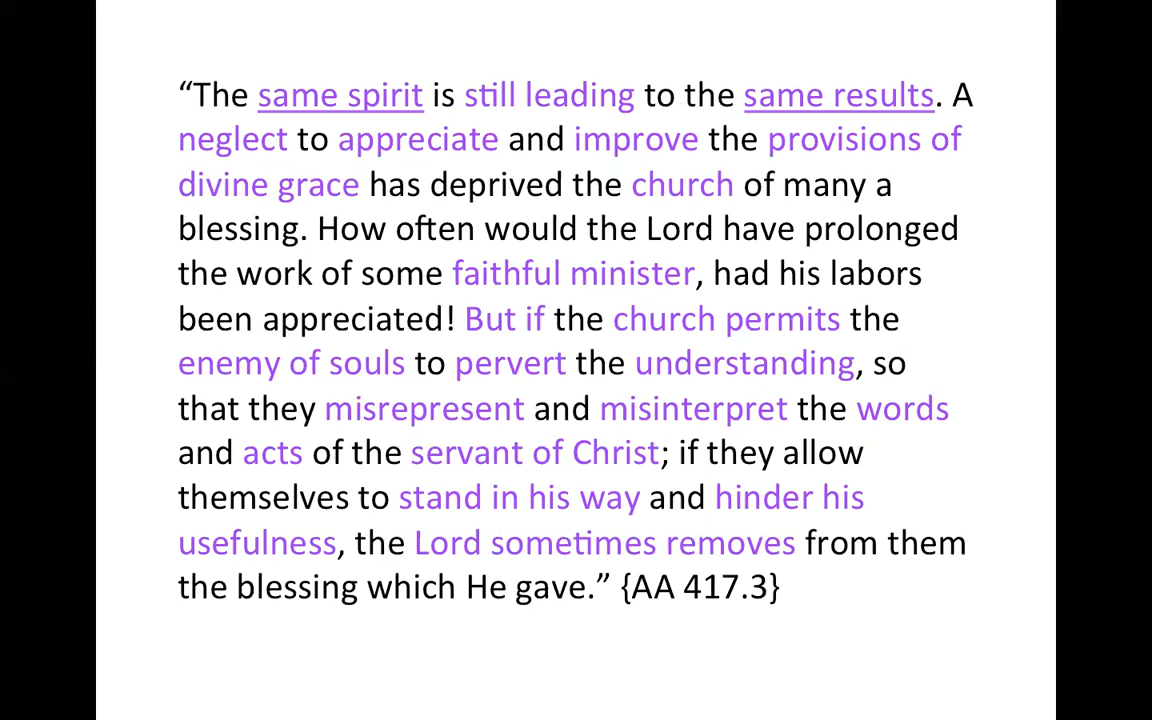 “The same spirit is still leading to the same results. A
neglect to appreciate and improve the provisions of
divine grace has deprived the church of many a
blessing. How often would the Lord have prolonged
the work of some faithful minister, had his labors
been appreciated! But if the church permits the
enemy of souls to pervert the understanding, so
that they misrepresent and misinterpret the words
and acts of the servant of Christ; if they allow
themselves to stand in his way and hinder his
usefulness, the Lord sometimes removes from them
the blessing which He gave.” {AA 417.3}